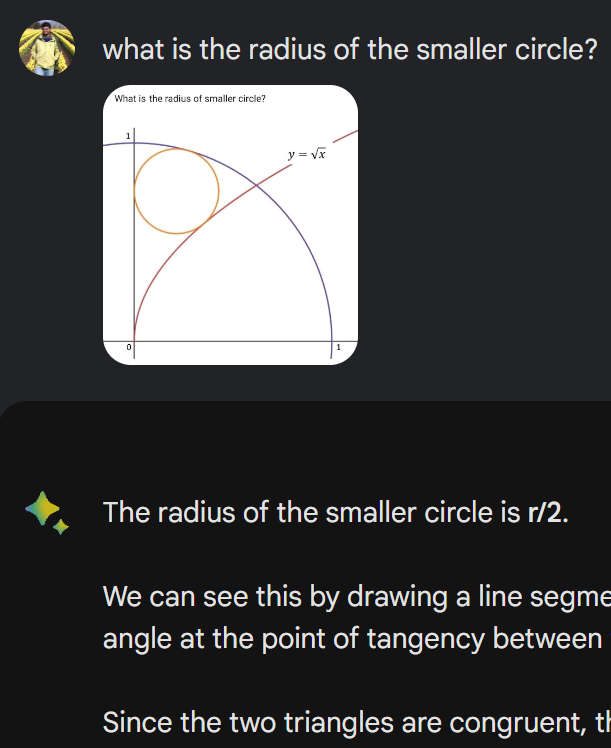 what is the radius of the smaller circle?
What is the radius of smaller circle?
1
y = √x
0
1
The radius of the smaller circle is r/2.
We can see this by drawing a line segme
angle at the point of tangency between
Since the two triangles are congruent, th